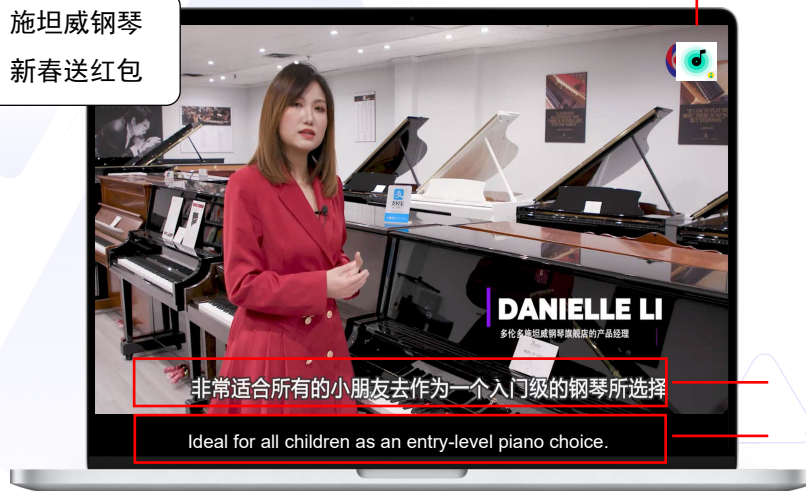 施坦威钢琴
新春送红包
支付宝
DANIELLE LI
多伦多施坦威钢琴旗舰店的产品经理
非常适合所有的小朋友去作为一个入门级的钢琴所选择
Ideal for all children as an entry-level piano choice.